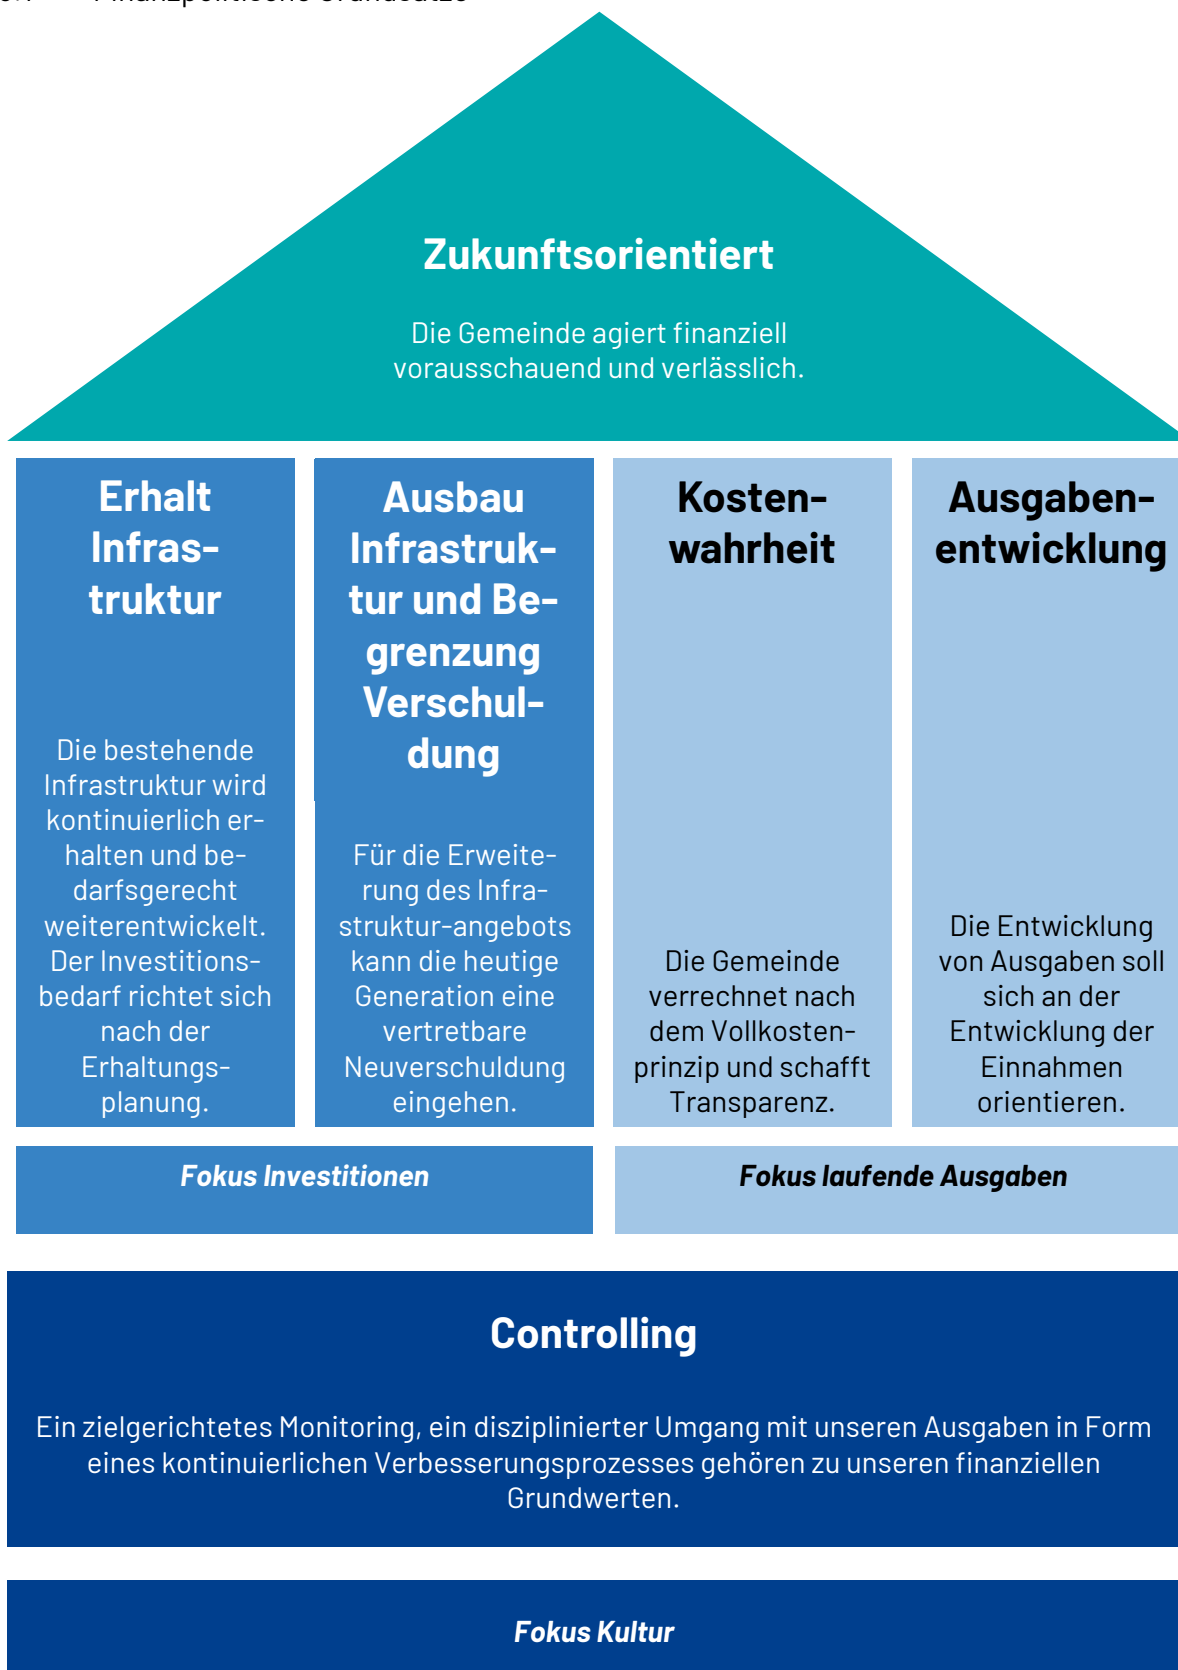 Finanzpolitische Grundsätze
Zukunftsorientiert
Die Gemeinde agiert finanziell
vorausschauend und verlässlich.
Erhalt
Infras-
truktur
Die bestehende
Infrastruktur wird
kontinuierlich er-
halten und be-
darfsgerecht
weiterentwickelt.
Der Investitions-
bedarf richtet sich
nach der
Erhaltungs-
planung.
Ausbau
Infrastruk-
tur und Be-
grenzung
Verschul-
dung
Für die Erweite-
rung des Infra-
struktur-angebots
kann die heutige
Generation eine
vertretbare
Neuverschuldung
eingehen.
Kosten-
wahrheit
Die Gemeinde
verrechnet nach
dem Vollkosten-
prinzip und schafft
Transparenz.
Ausgaben-
entwicklung
Die Entwicklung
von Ausgaben soll
sich an der
Entwicklung der
Einnahmen
orientieren.
Fokus Investitionen
Fokus laufende Ausgaben
Controlling
Ein zielgerichtetes Monitoring, ein disziplinierter Umgang mit unseren Ausgaben in Form
eines kontinuierlichen Verbesserungsprozesses gehören zu unseren finanziellen
Grundwerten.
Fokus Kultur